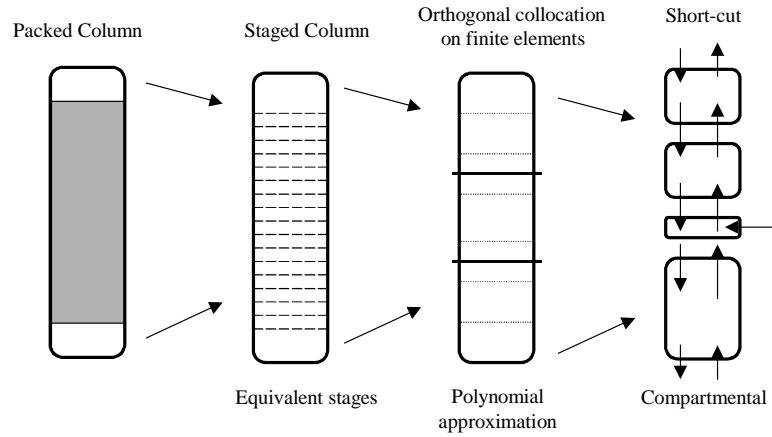 Packed Column
Staged Column
Orthogonal collocation
on finite elements
Short-cut
Equivalent stages
Polynomial
approximation
Compartmental